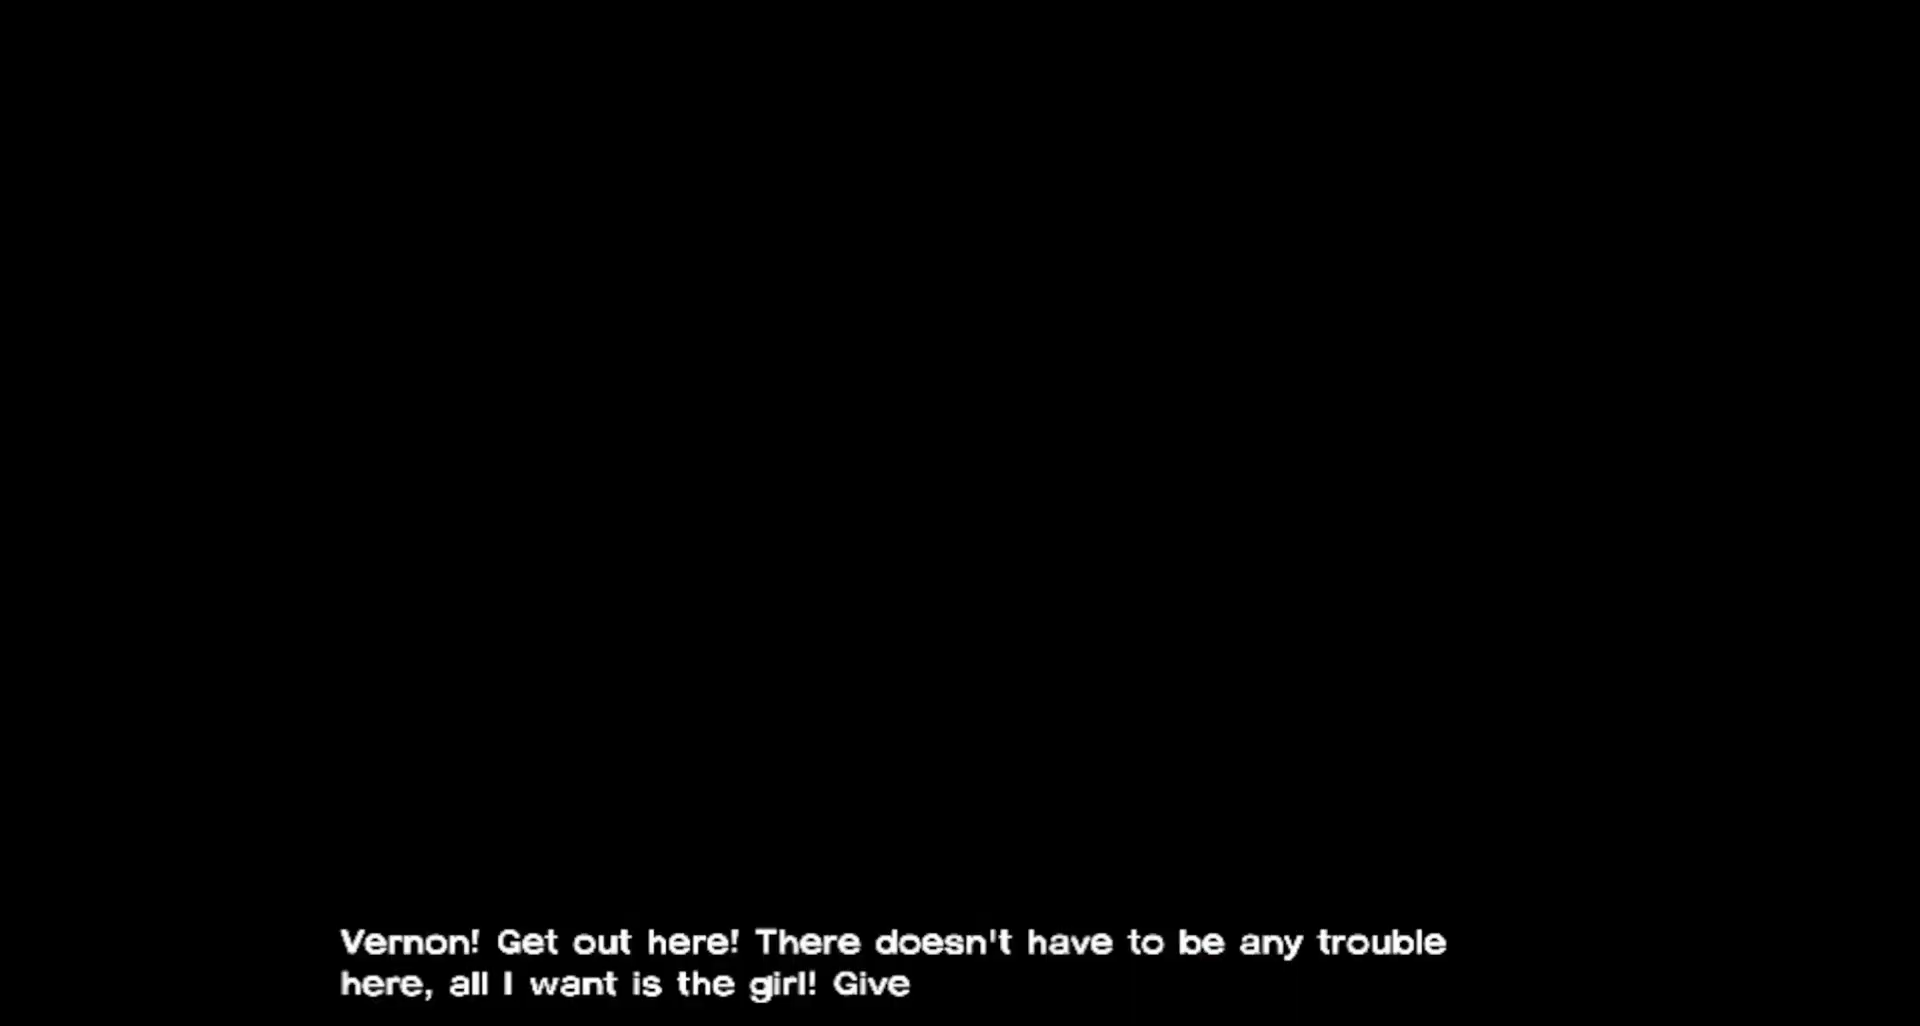 Vernon! Get out here! There doesn't have to be any trouble
here, all I want is the girl! Give